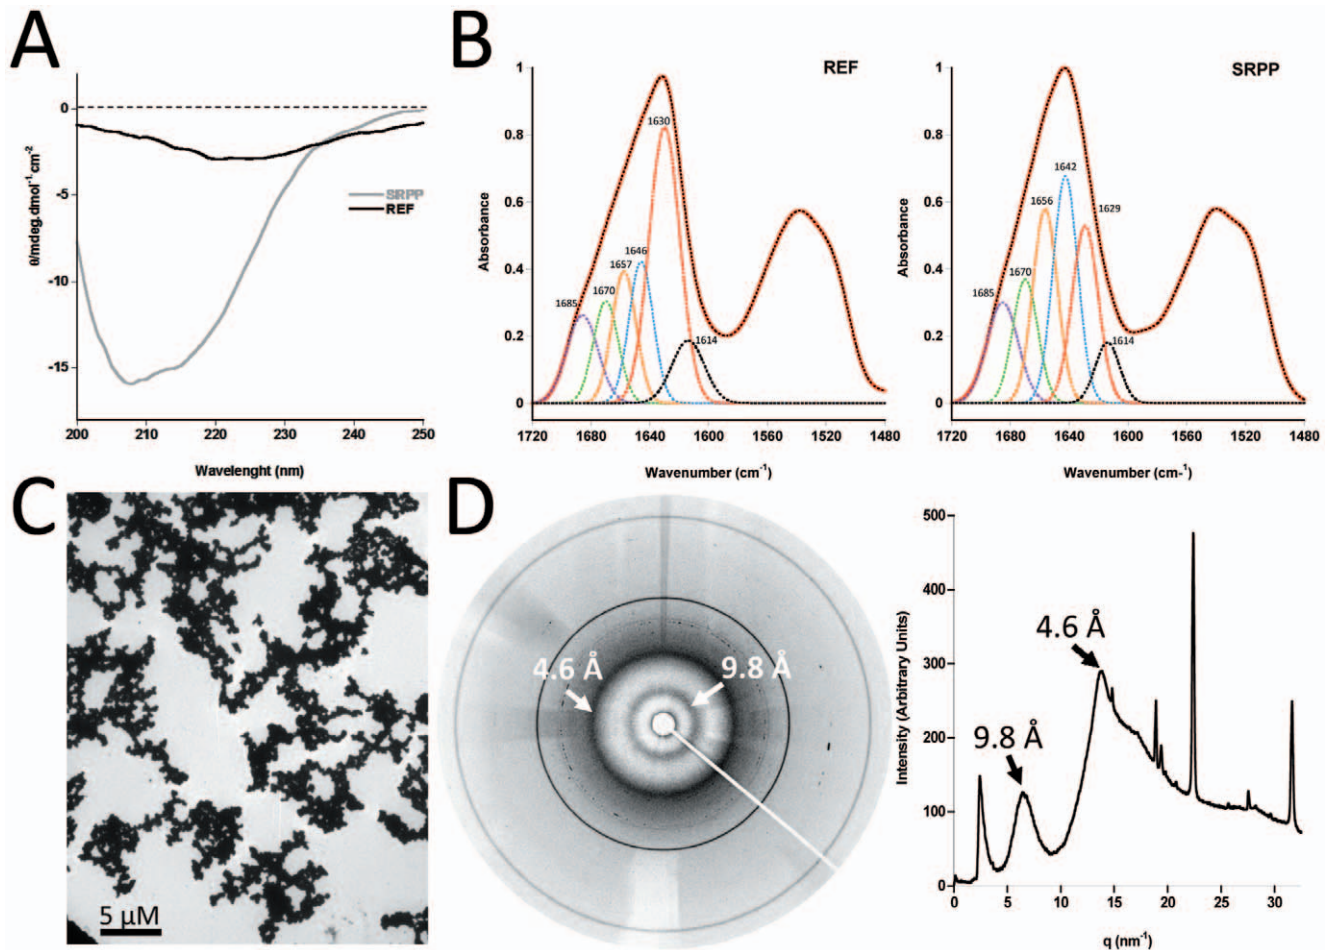 A
0
-5
-10
-15
200 210 220 230 240 250
θ/mdeg.dmol-1.cm-2
Wavelenght (nm)
SRPP
REF
B
REF
1
0.8
0.6
0.4
0.2
0
1720 1680 1640 1600 1560 1520 1480
Absorbance
Wavenumber (cm-1)
1685
1670
1657
1646
1630
1614
SRPP
1
0.8
0.6
0.4
0.2
0
1720 1680 1640 1600 1560 1520 1480
Absorbance
Wavenumber (cm-1)
1685
1670
1656
1642
1629
1614
C
5 µM
D
4.6 Å
9.8 Å
500
400
300
200
100
0
0 5 10 15 20 25 30
Intensity (Arbitrary Units)
q (nm-1)
9.8 Å
4.6 Å